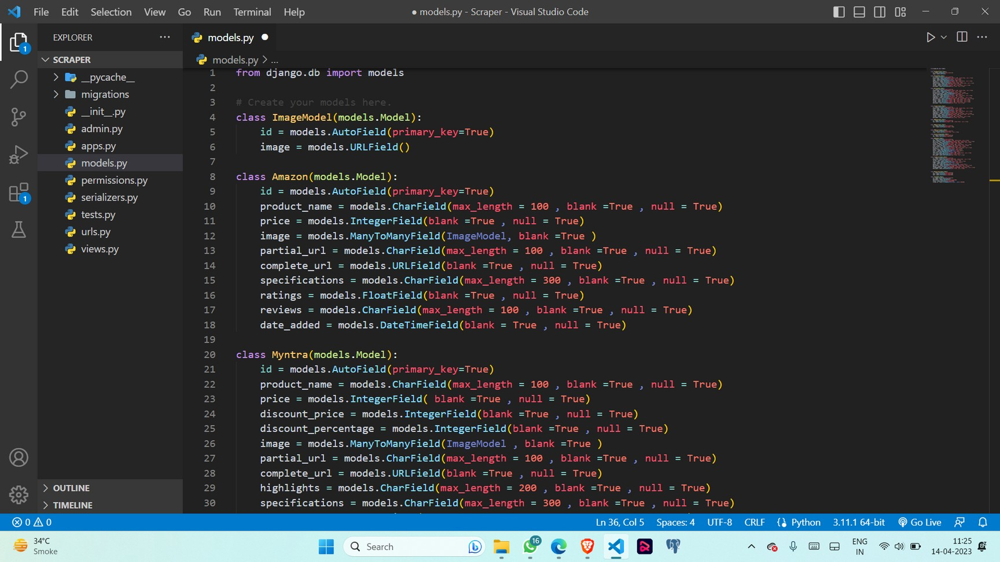 File Edit Selection View Go Run Terminal Help
● models.py - Scraper - Visual Studio Code
EXPLORER
models.py
1
SCRAPER
models.py > ...
__pycache__
migrations
__init__.py
admin.py
apps.py
models.py
permissions.py
serializers.py
tests.py
urls.py
views.py
1
OUTLINE
TIMELINE
1 from django.db import models
2
3 # Create your models here.
4 class ImageModel(models.Model):
5 id = models.AutoField(primary_key=True)
6 image = models.URLField()
7
8 class Amazon(models.Model):
9 id = models.AutoField(primary_key=True)
10 product_name = models.CharField(max_length = 100 , blank =True , null = True)
11 price = models.IntegerField(blank =True , null = True)
12 image = models.ManyToManyField(ImageModel, blank =True )
13 partial_url = models.CharField(max_length = 100 , blank =True , null = True)
14 complete_url = models.URLField(blank =True , null = True)
15 specifications = models.CharField(max_length = 300 , blank =True , null = True)
16 ratings = models.FloatField(blank =True , null = True)
17 reviews = models.CharField(max_length = 100 , blank =True , null = True)
18 date_added = models.DateTimeField(blank = True , null = True)
19
20 class Myntra(models.Model):
21 id = models.AutoField(primary_key=True)
22 product_name = models.CharField(max_length = 100 , blank =True , null = True)
23 price = models.IntegerField( blank =True , null = True)
24 discount_price = models.IntegerField(blank =True , null = True)
25 discount_percentage = models.IntegerField(blank =True , null = True)
26 image = models.ManyToManyField(ImageModel , blank =True )
27 partial_url = models.CharField(max_length = 100 , blank =True , null = True)
28 complete_url = models.URLField(blank =True , null = True)
29 highlights = models.CharField(max_length = 200 , blank =True , null = True)
30 specifications = models.CharField(max_length = 300 , blank =True , null = True)
0 0 Ln 36, Col 5 Spaces: 4 UTF-8 CRLF Python 3.11.1 64-bit Go Live
34°C
Smoke
Search
16
ENG
IN
11:25
14-04-2023